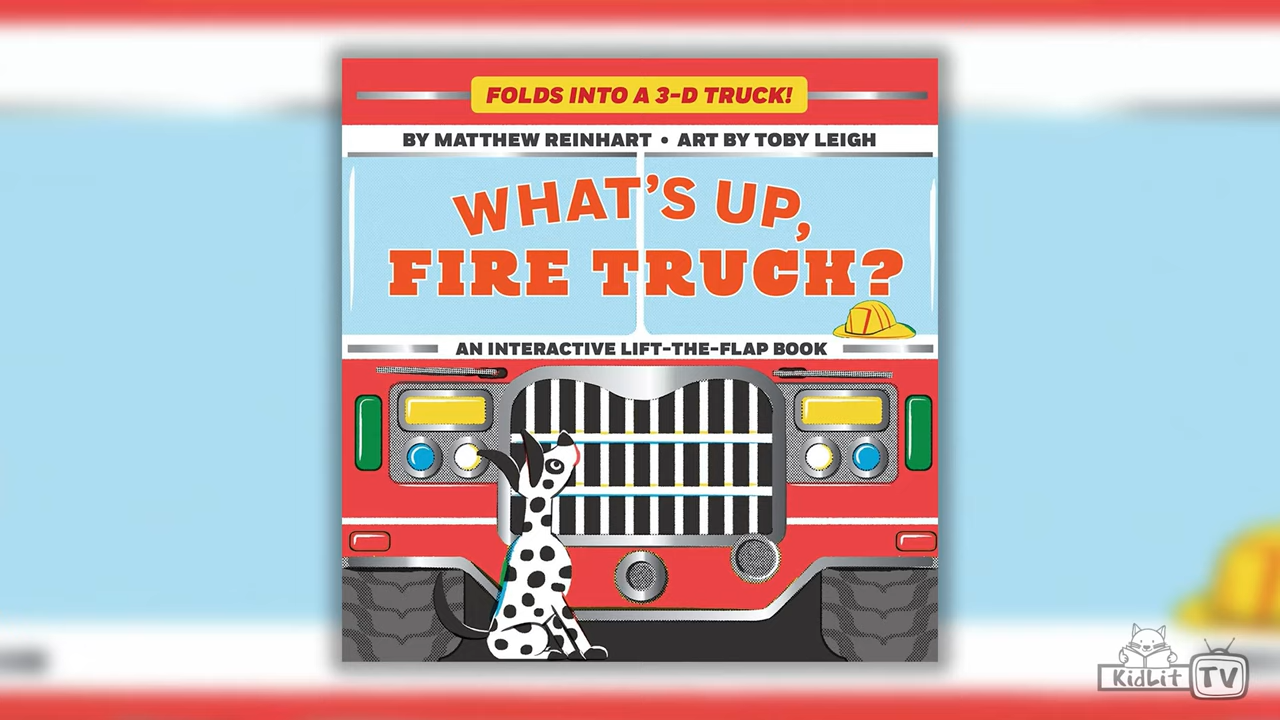 FOLDS INTO A 3-D TRUCK!
BY MATTHEW REINHART • ART BY TOBY LEIGH
WHAT'S UP,
FIRE TRUCK?
AN INTERACTIVE LIFT-THE-FLAP BOOK
KidLit TV